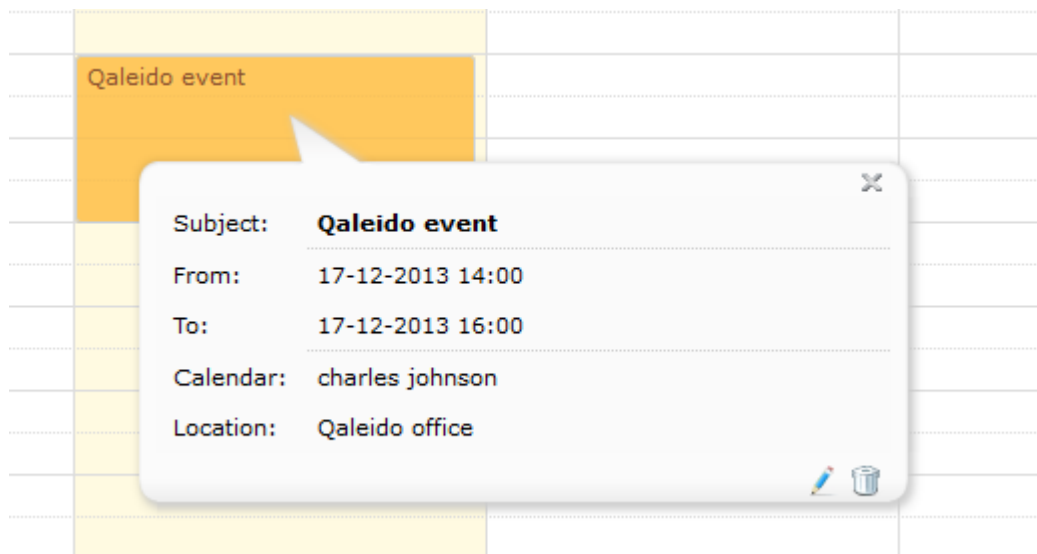 Qaleido event
Subject: Qaleido event
From: 17-12-2013 14:00
To: 17-12-2013 16:00
Calendar: charles johnson
Location: Qaleido office